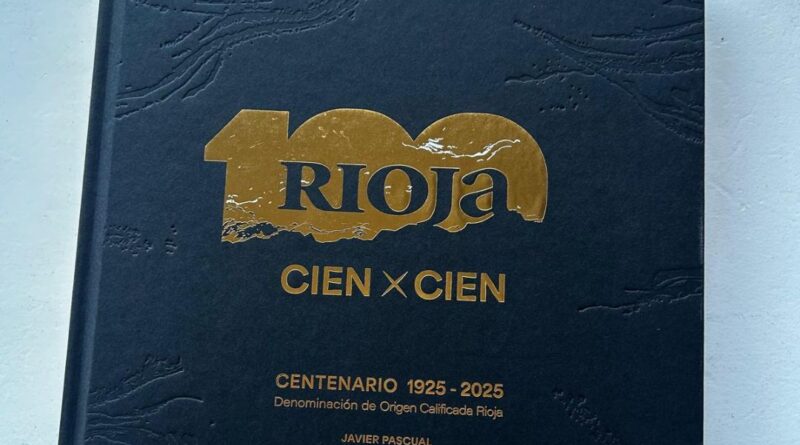 100
RIOJa
CIEN X CIEN
CENTENARIO 1925 - 2025
Denominación de Origen Calificada Rioja
JAVIER PASCUAL